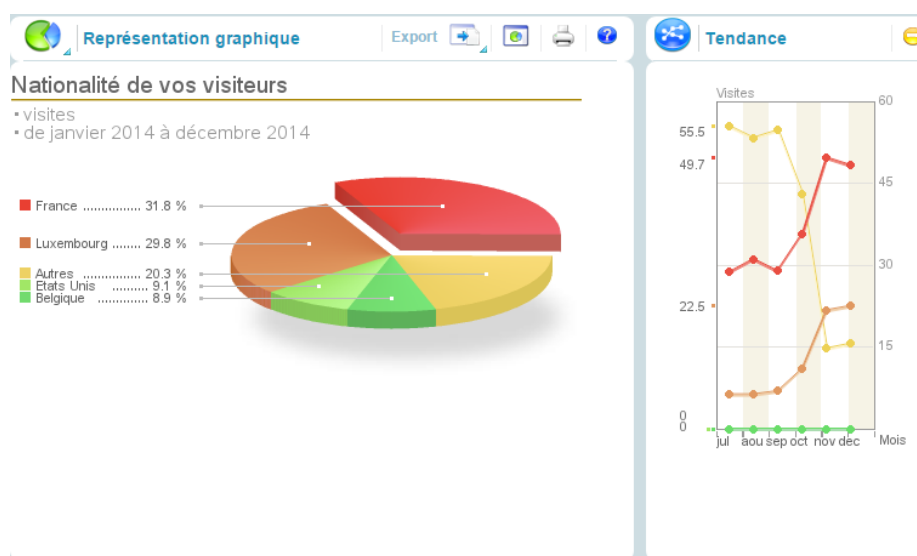 Représentation graphique
Export
Nationalité de vos visiteurs
• visites
• de janvier 2014 à décembre 2014
France .............. 31.8 %
Luxembourg ....... 29.8 %
Autres .............. 20.3 %
Etats Unis ......... 9.1 %
Belgique ............ 8.9 %
Tendance
Visites
60
55.5
49.7
45
30
22.5
15
0
0
jul aou sep oct nov dec Mois